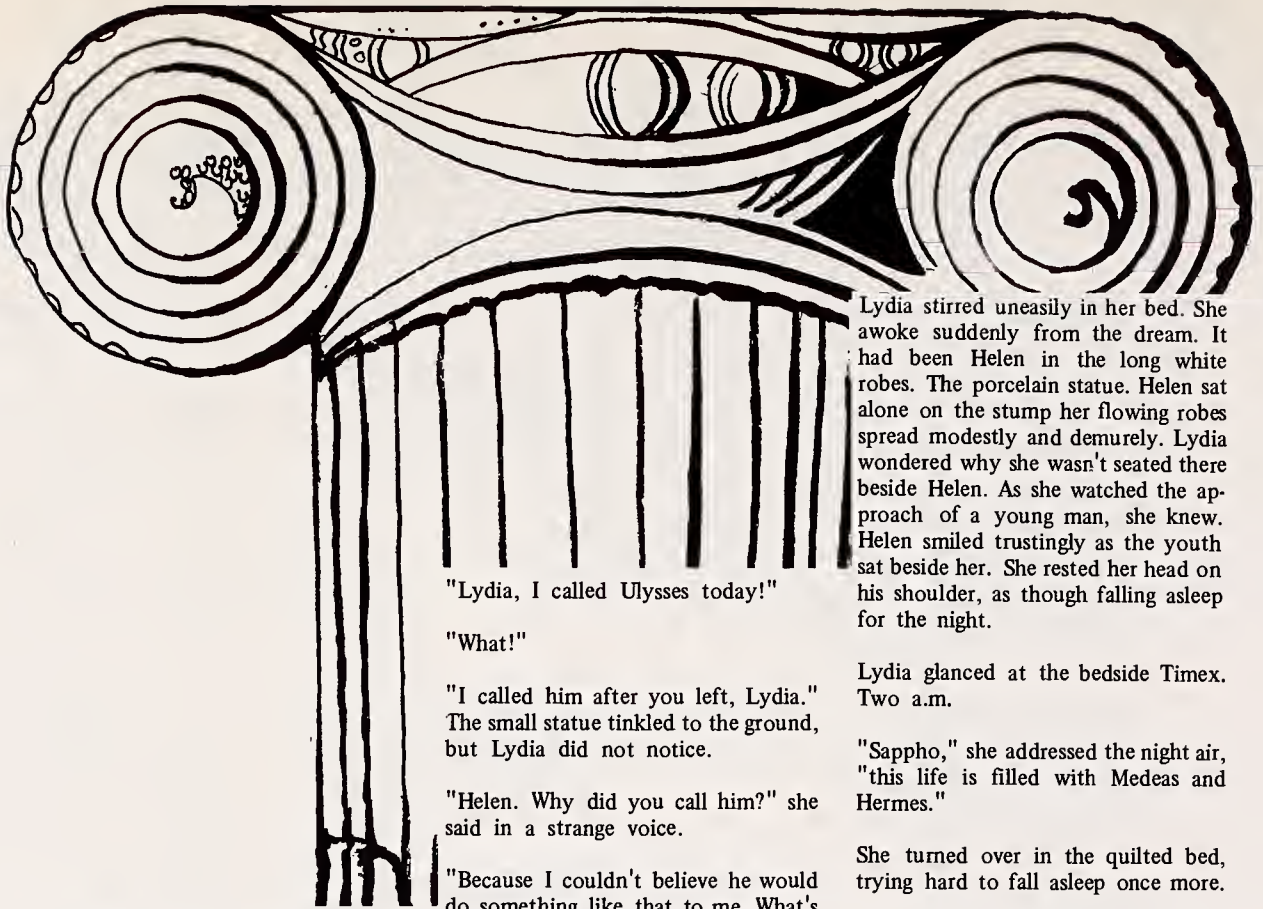 "Lydia, I called Ulysses today!"
"What!"
"I called him after you left, Lydia."
The small statue tinkled to the ground,
but Lydia did not notice.
"Helen. Why did you call him?" she
said in a strange voice.
"Because I couldn't believe he would
do something like that to me. What's
Lydia stirred uneasily in her bed. She
awoke suddenly from the dream. It
had been Helen in the long white
robes. The porcelain statue. Helen sat
alone on the stump her flowing robes
spread modestly and demurely. Lydia
wondered why she wasn't seated there
beside Helen. As she watched the ap-
proach of a young man, she knew.
Helen smiled trustingly as the youth
sat beside her. She rested her head on
his shoulder, as though falling asleep
for the night.
Lydia glanced at the bedside Timex.
Two a.m.
"Sappho," she addressed the night air,
"this life is filled with Medeas and
Hermes."
She turned over in the quilted bed,
trying hard to fall asleep once more.